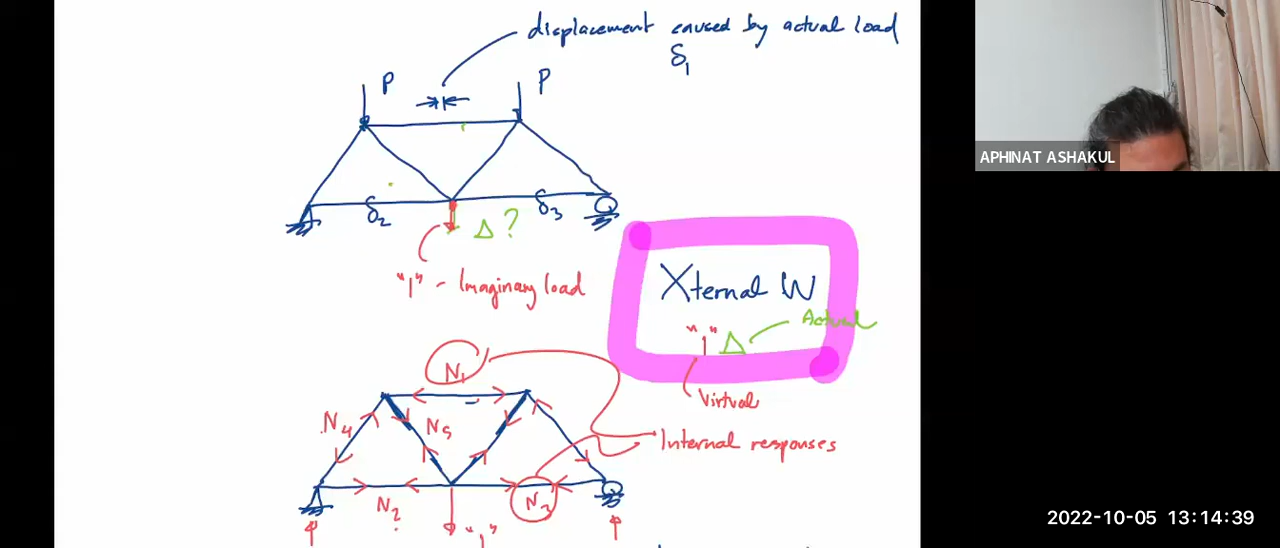 displacement caused by actual load
δ1
P
P
APHINAT ASHAKUL
δ2
δ3
Δ?
"1" - Imaginary load
Xternal W
"1" Δ
Actual
Virtual
N1
N4
N5
Internal responses
N2
N3
"1"
2022-10-05 13:14:39